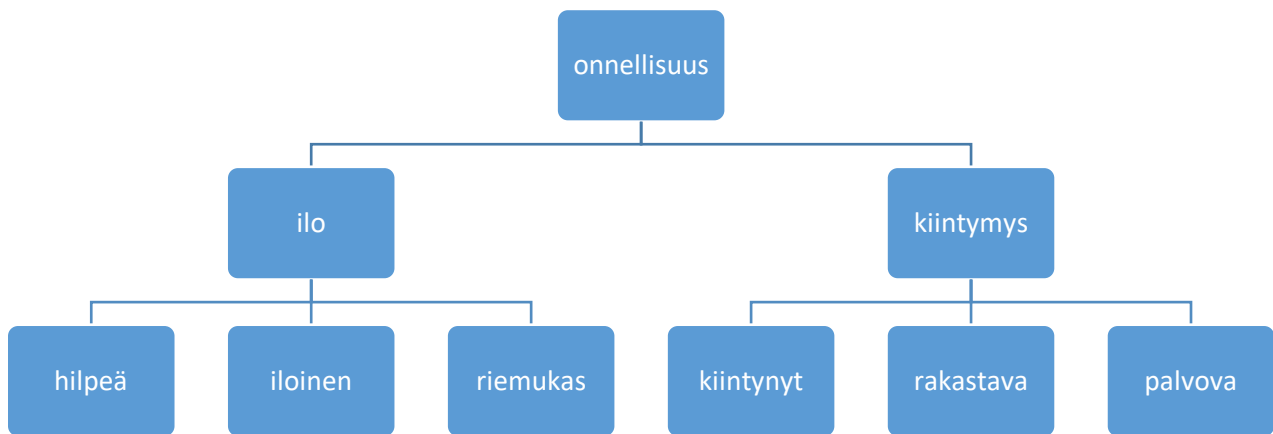 onnellisuus
ilo
kiintymys
hilpeä
iloinen
riemukas
kiintynyt
rakastava
palvova